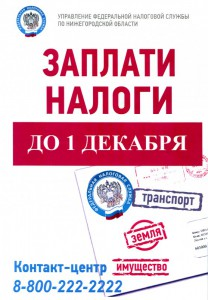 УПРАВЛЕНИЕ ФЕДЕРАЛЬНОЙ НАЛОГОВОЙ СЛУЖБЫ
ПО НИЖЕГОРОДСКОЙ ОБЛАСТИ
ЗАПЛАТИ
НАЛОГИ
ДО 1 ДЕКАБРЯ
транспорт
земля
Контакт-центр
имущество
8-800-222-2222